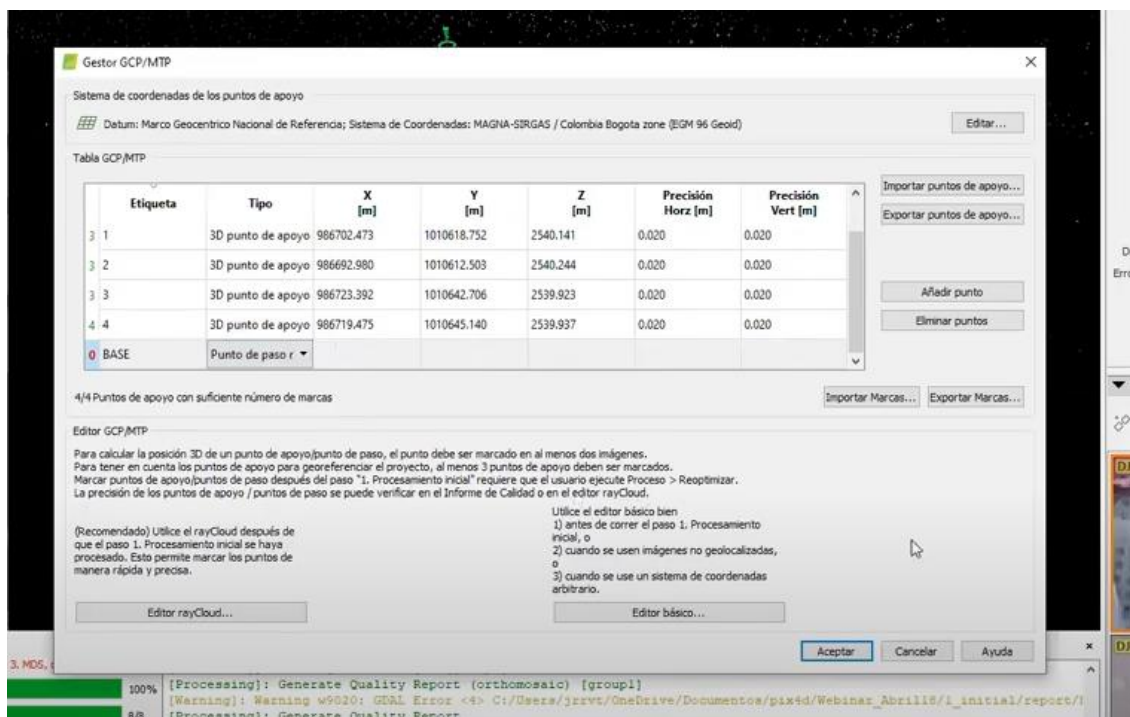 Gestor GCP/MTP
Sistema de coordenadas de los puntos de apoyo
Datum: Marco Geocentrico Nacional de Referencia; Sistema de Coordenadas: MAGNA-SIRGAS / Colombia Bogota zone (EGM 96 Geoid)
Editar...
Tabla GCP/MTP
Etiqueta Tipo X [m] Y [m] Z [m] Precisión Horz [m] Precisión Vert [m]
3 1 3D punto de apoyo 986702.473 1010618.752 2540.141 0.020 0.020
3 2 3D punto de apoyo 986692.980 1010612.503 2540.244 0.020 0.020
3 3 3D punto de apoyo 986723.392 1010642.706 2539.923 0.020 0.020
4 4 3D punto de apoyo 986719.475 1010645.140 2539.937 0.020 0.020
0 BASE Punto de paso r
Importar puntos de apoyo...
Exportar puntos de apoyo...
Añadir punto
Eliminar puntos
4/4 Puntos de apoyo con suficiente número de marcas
Importar Marcas... Exportar Marcas...
Editor GCP/MTP
Para calcular la posición 3D de un punto de apoyo/punto de paso, el punto debe ser marcado en al menos dos imágenes.
Para tener en cuenta los puntos de apoyo para georeferenciar el proyecto, al menos 3 puntos de apoyo deben ser marcados.
Marcar puntos de apoyo/puntos de paso después del paso "1. Procesamiento inicial" requiere que el usuario ejecute Proceso > Reoptimizar.
La precisión de los puntos de apoyo / puntos de paso se puede verificar en el Informe de Calidad o en el editor rayCloud.
(Recomendado) Utilice el rayCloud después de
que el paso 1. Procesamiento inicial se haya
procesado. Esto permite marcar los puntos de
manera rápida y precisa.
Editor rayCloud...
Utilice el editor básico bien
1) antes de correr el paso 1. Procesamiento
inicial, o
2) cuando se usen imágenes no geolocalizadas,
o
3) cuando se use un sistema de coordenadas
arbitrario.
Editor básico...
Aceptar Cancelar Ayuda
3. MDS,
100%
[Processing]: Generate Quality Report (orthomosaic) [group1]
[Warning]: Warning w9020: GDAL Error <4> C:/Users/jrrvt/OneDrive/Documentos/pix4d/Webinar_Abril18/1_initial/report/
8/8
[Processing]: Generate Quality Report